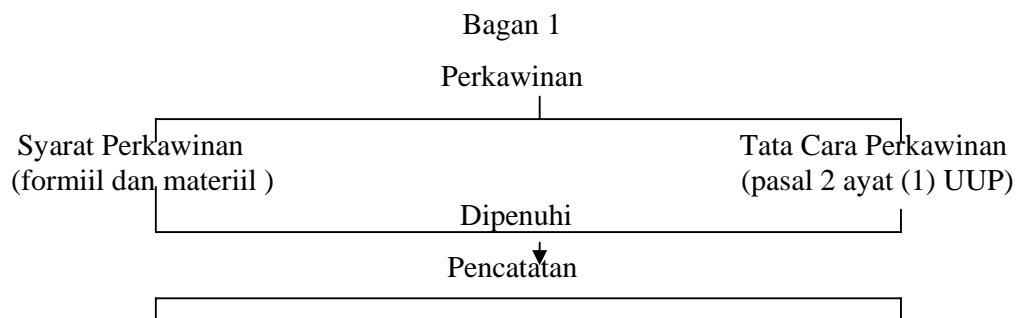 Bagan 1
Perkawinan
Syarat Perkawinan Tata Cara Perkawinan
(formiil dan materiil ) (pasal 2 ayat (1) UUP)
Dipenuhi
Pencatatan